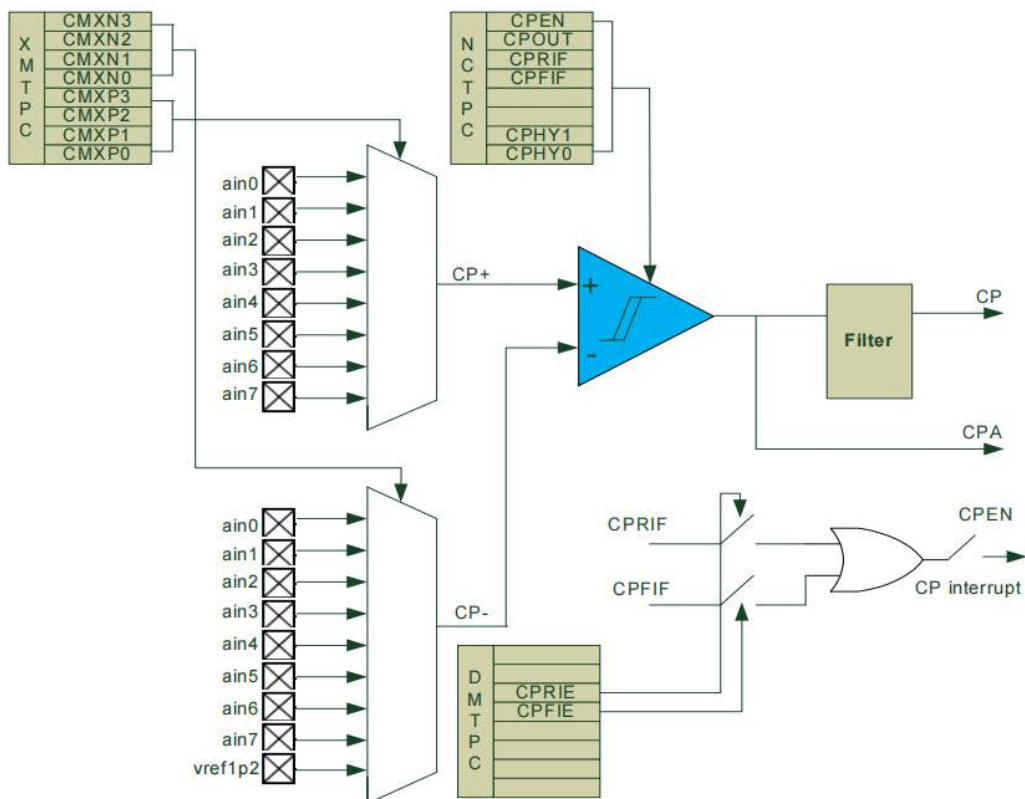 X
M
T
P
C
CMXN3
CMXN2
CMXN1
CMXN0
CMXP3
CMXP2
CMXP1
CMXP0
N
C
T
P
C
CPEN
CPOUT
CPRIF
CPFIF
CPHY1
CPHY0
ain0
ain1
ain2
ain3
ain4
ain5
ain6
ain7
CP+
+
-
Filter
CP
CPA
ain0
ain1
ain2
ain3
ain4
ain5
ain6
ain7
vref1p2
CP-
D
M
T
P
C
CPRIE
CPFIE
CPRIF
CPFIF
CPEN
CP interrupt